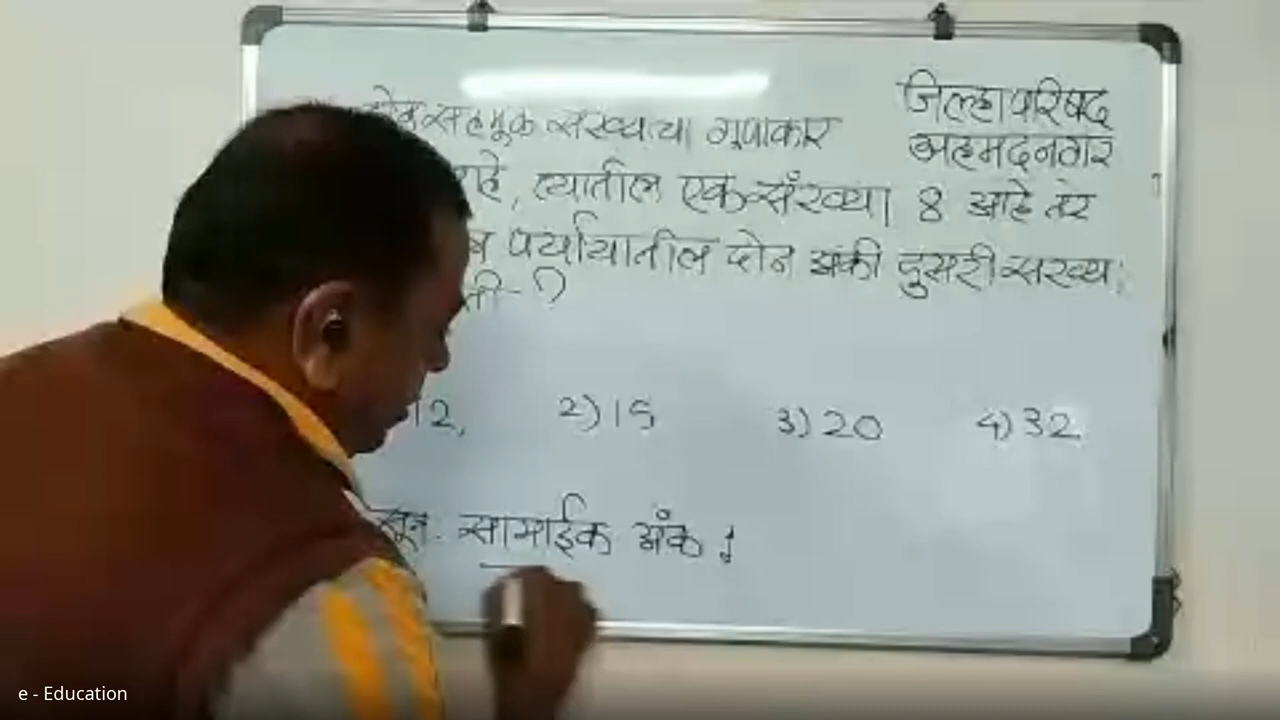 सहमुळ संख्यांचा गुणाकार
जिल्हा परिषद
अहमदनगर
आहे, त्यातील एक संख्या 8 आहे तर
पर्यायातील दोन अंकी दुसरी संख्या
?
12, 2) 15 3) 20 4) 32
सूत्र: सामाईक अंक 1
e - Education